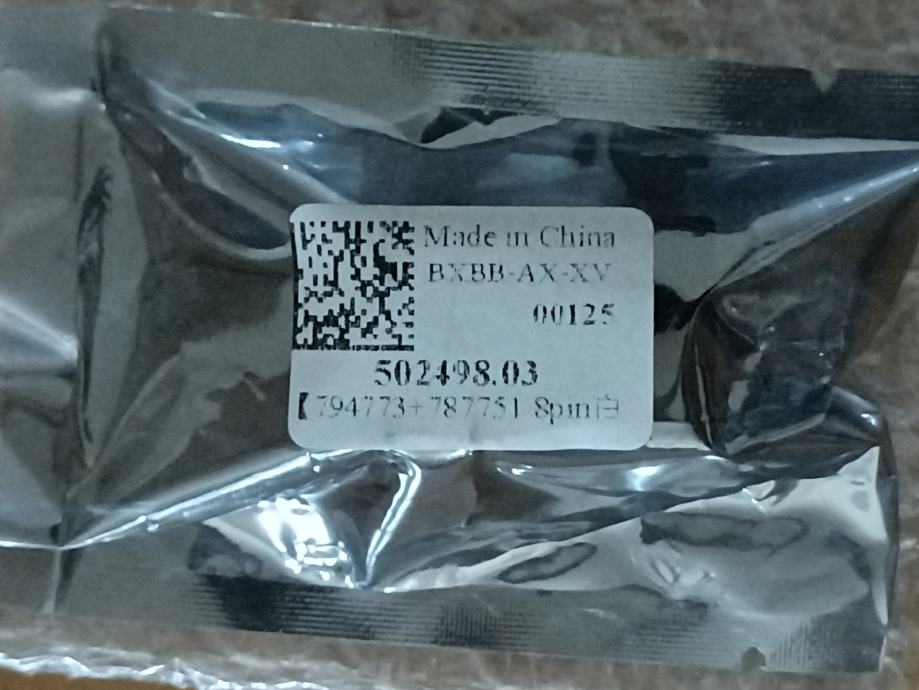 Made in China
BXBB-AX-XV
00125
502498.03
【794773+787751 8pin白